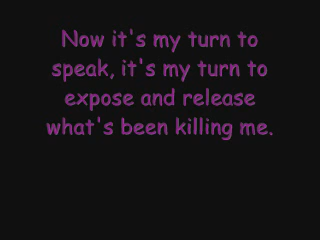 Now it's my turn to
speak, it's my turn to
expose and release
what's been killing me.